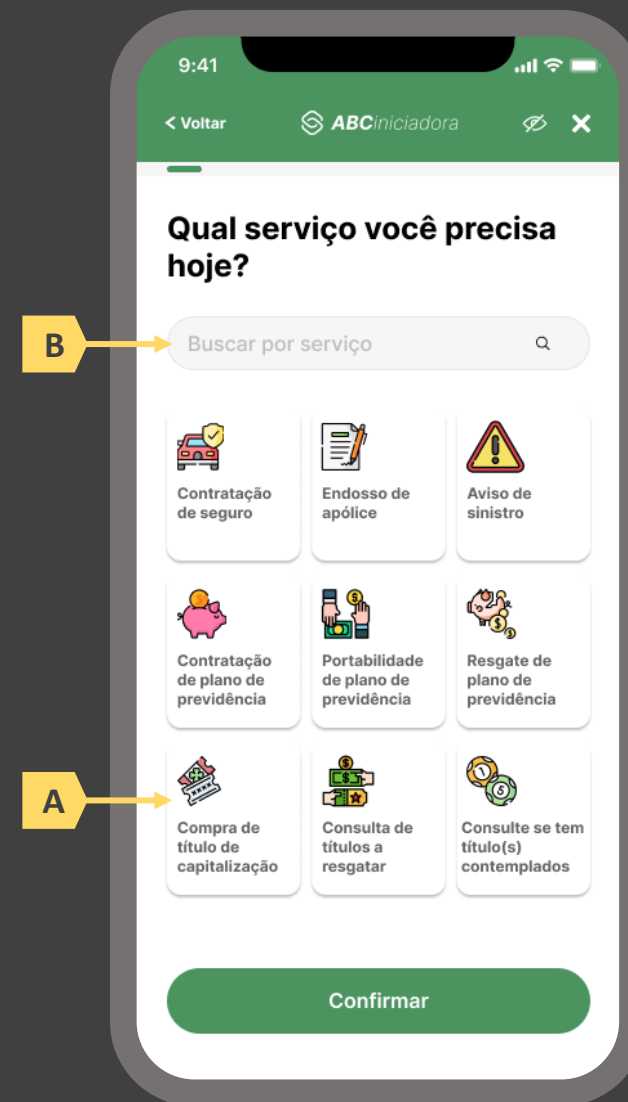 9:41
< Voltar
ABCiniciadora
Qual serviço você precisa
hoje?
B
Buscar por serviço
Contratação
de seguro
Endosso de
apólice
Aviso de
sinistro
Contratação
de plano de
previdência
Portabilidade
de plano de
previdência
Resgate de
plano de
previdência
A
Compra de
título de
capitalização
Consulta de
títulos a
resgatar
Consulte se tem
título(s)
contemplados
Confirmar